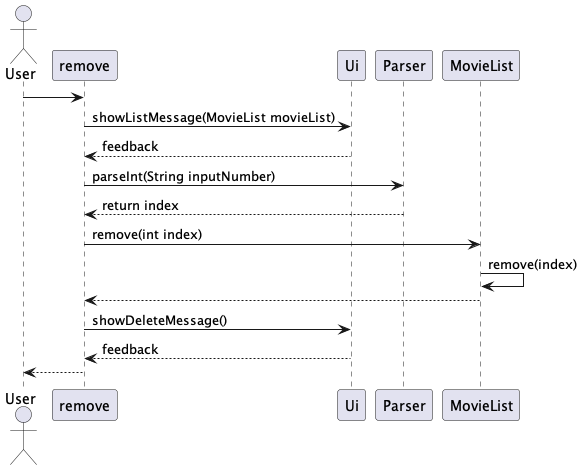 User
remove
Ui
Parser
MovieList
showListMessage(MovieList movieList)
feedback
parseInt(String inputNumber)
return index
remove(int index)
remove(index)
showDeleteMessage()
feedback
User
remove
Ui
Parser
MovieList